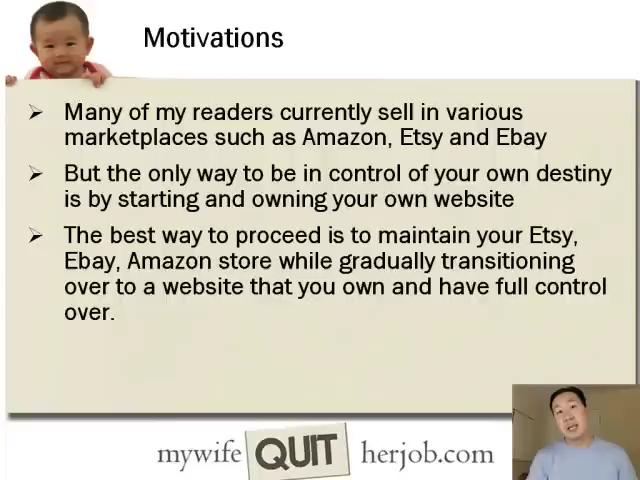 Motivations
Many of my readers currently sell in various
marketplaces such as Amazon, Etsy and Ebay
But the only way to be in control of your own destiny
is by starting and owning your own website
The best way to proceed is to maintain your Etsy,
Ebay, Amazon store while gradually transitioning
over to a website that you own and have full control
over.
mywife QUIT herjob.com